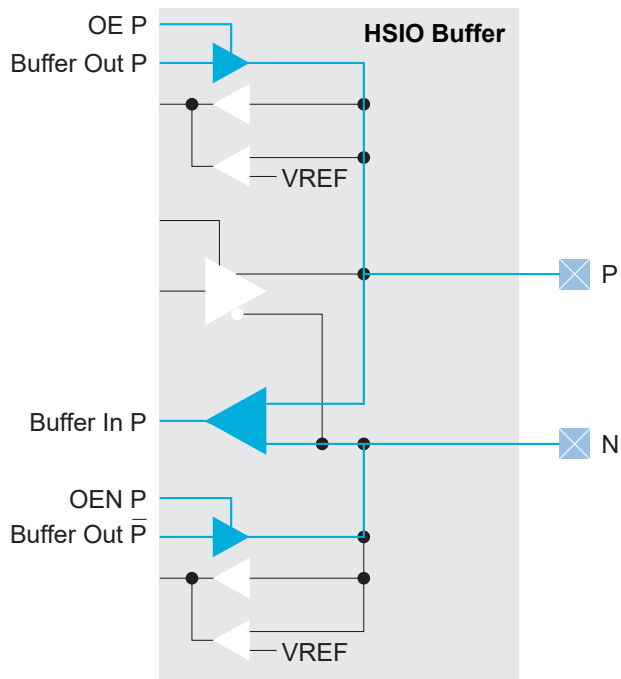 OE P
HSIO Buffer
Buffer Out P
VREF
P
Buffer In P
N
OEN P
Buffer Out P̅
VREF